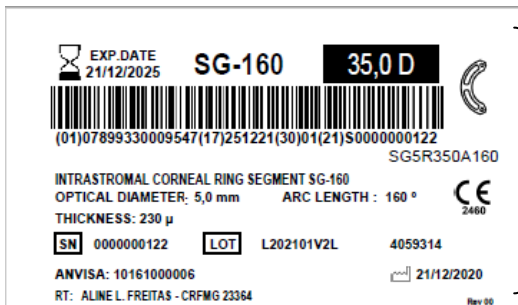 EXP.DATE SG-160 35,0 D
21/12/2025
(01)07899330009547(17)251221(30)01(21)S0000000122
SG5R350A160
INTRASTROMAL CORNEAL RING SEGMENT SG-160
OPTICAL DIAMETER: 5,0 mm ARC LENGTH : 160 º
THICKNESS: 230 µ
CE
2460
SN 0000000122 LOT L202101V2L 4059314
ANVISA: 10161000006 21/12/2020
RT: ALINE L. FREITAS - CRFMG 23364 Rev 00